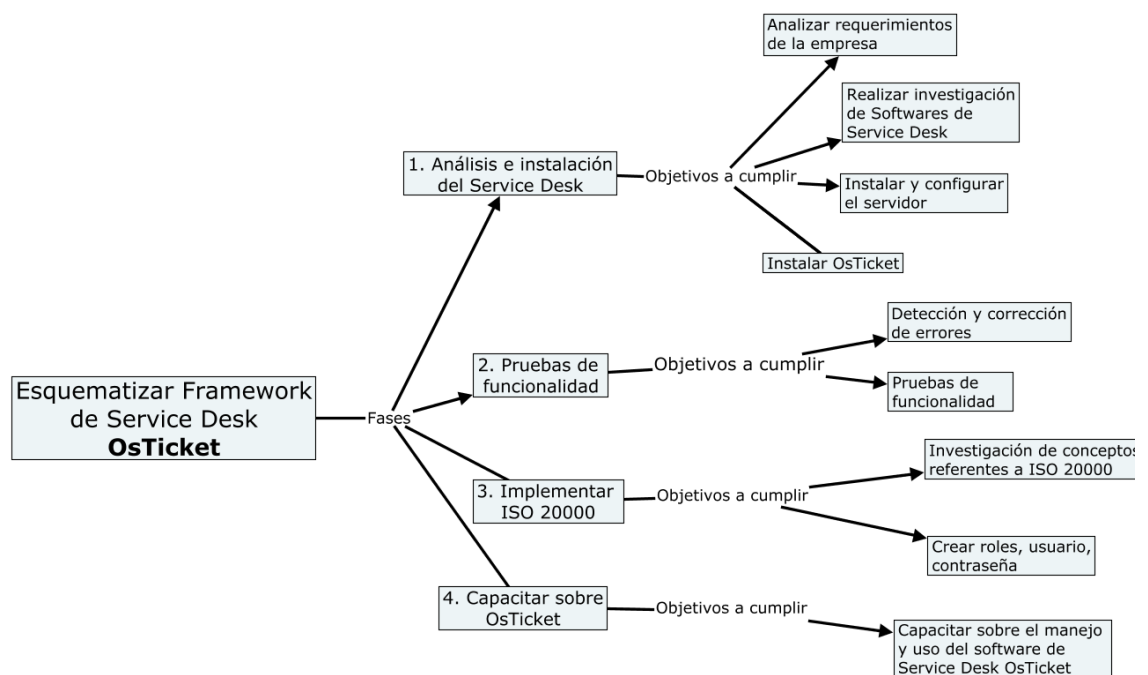 Analizar requerimientos
de la empresa
Realizar investigación
de Softwares de
Service Desk
1. Análisis e instalación
del Service Desk
Objetivos a cumplir
Instalar y configurar
el servidor
Instalar OsTicket
Detección y corrección
de errores
2. Pruebas de
funcionalidad
Objetivos a cumplir
Pruebas de
funcionalidad
Esquematizar Framework
de Service Desk
OsTicket
Fases
Investigación de conceptos
referentes a ISO 20000
3. Implementar
ISO 20000
Objetivos a cumplir
Crear roles, usuario,
contraseña
4. Capacitar sobre
OsTicket
Objetivos a cumplir
Capacitar sobre el manejo
y uso del software de
Service Desk OsTicket